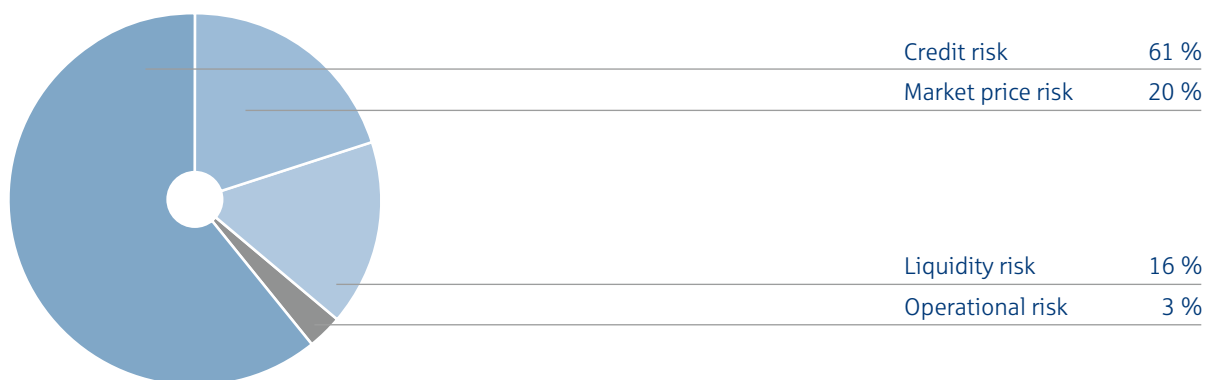 Credit risk 61 %
Market price risk 20 %
Liquidity risk 16 %
Operational risk 3 %